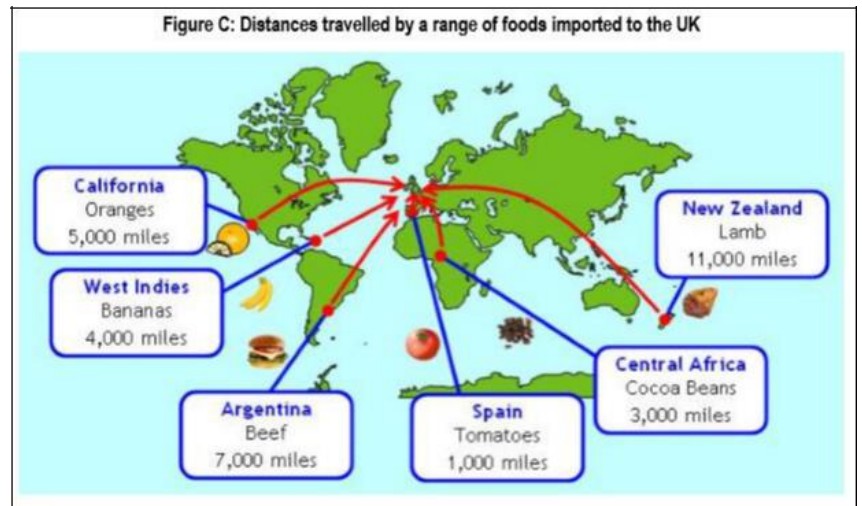 Figure C: Distances travelled by a range of foods imported to the UK
California
Oranges
5,000 miles
West Indies
Bananas
4,000 miles
Argentina
Beef
7,000 miles
Spain
Tomatoes
1,000 miles
Central Africa
Cocoa Beans
3,000 miles
New Zealand
Lamb
11,000 miles